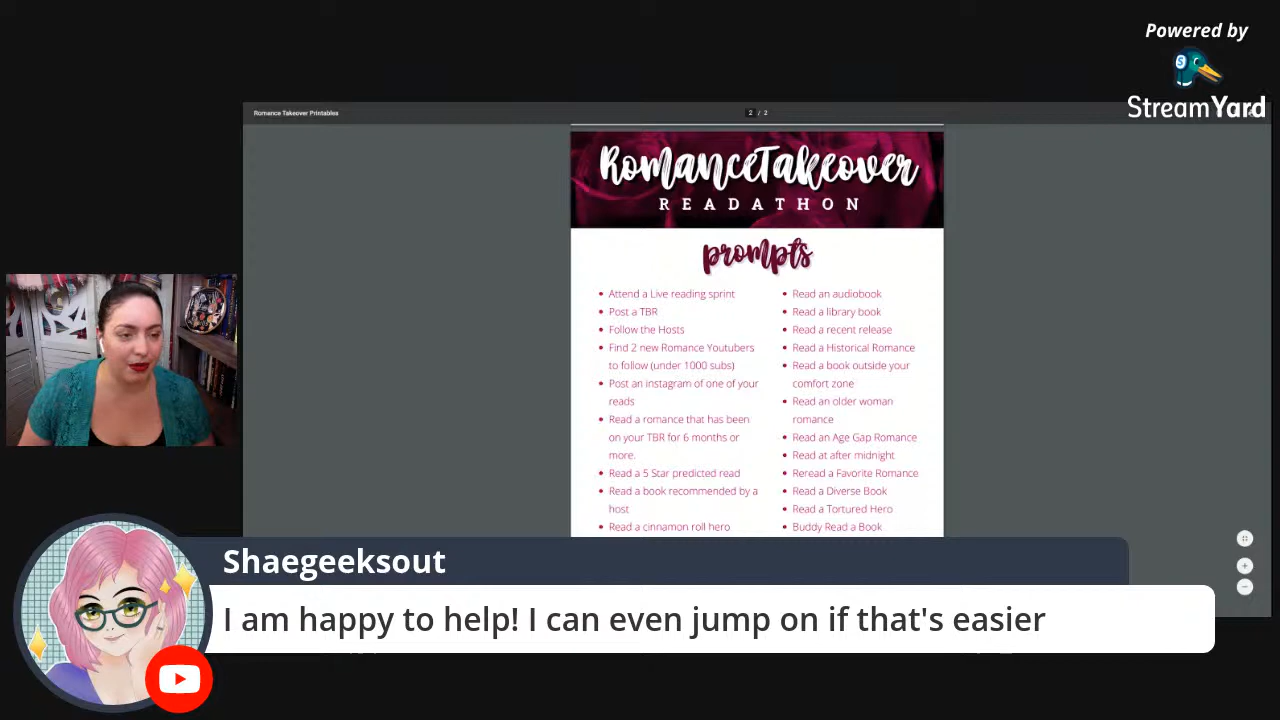 Powered by
StreamYard
Romance Takeover Printables
2 / 2
RomanceTakeover
READATHON
prompts
Attend a Live reading sprint
Post a TBR
Follow the Hosts
Find 2 new Romance Youtubers
to follow (under 1000 subs)
Post an instagram of one of your
reads
Read a romance that has been
on your TBR for 6 months or
more.
Read a 5 Star predicted read
Read a book recommended by a
host
Read a cinnamon roll hero
Read an audiobook
Read a library book
Read a recent release
Read a Historical Romance
Read a book outside your
comfort zone
Read an older woman
romance
Read an Age Gap Romance
Read at after midnight
Reread a Favorite Romance
Read a Diverse Book
Read a Tortured Hero
Buddy Read a Book
Shaegeeksout
I am happy to help! I can even jump on if that's easier